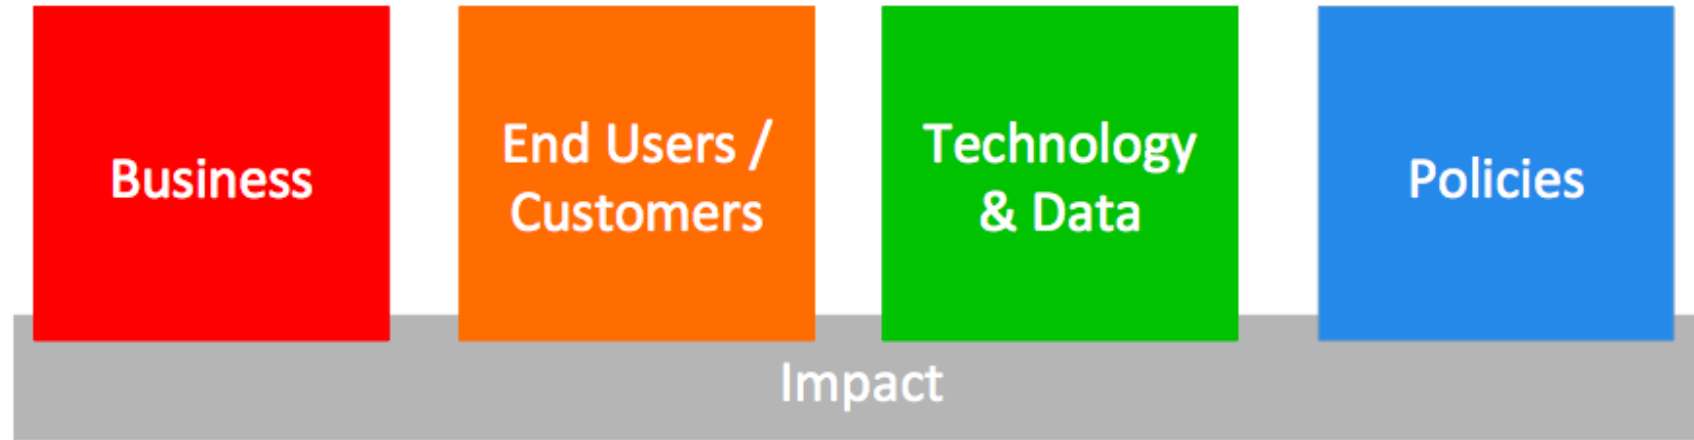 Business
End Users /
Customers
Technology
& Data
Policies
Impact